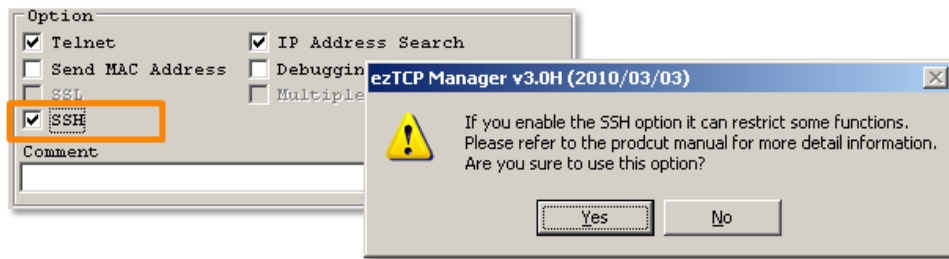 Option
Telnet
IP Address Search
Send MAC Address
SSL
Multiple
SSH
Comment
ezTCP Manager v3.0H (2010/03/03)
If you enable the SSH option it can restrict some functions.
Please refer to the prodcut manual for more detail information.
Are you sure to use this option?
Yes
No